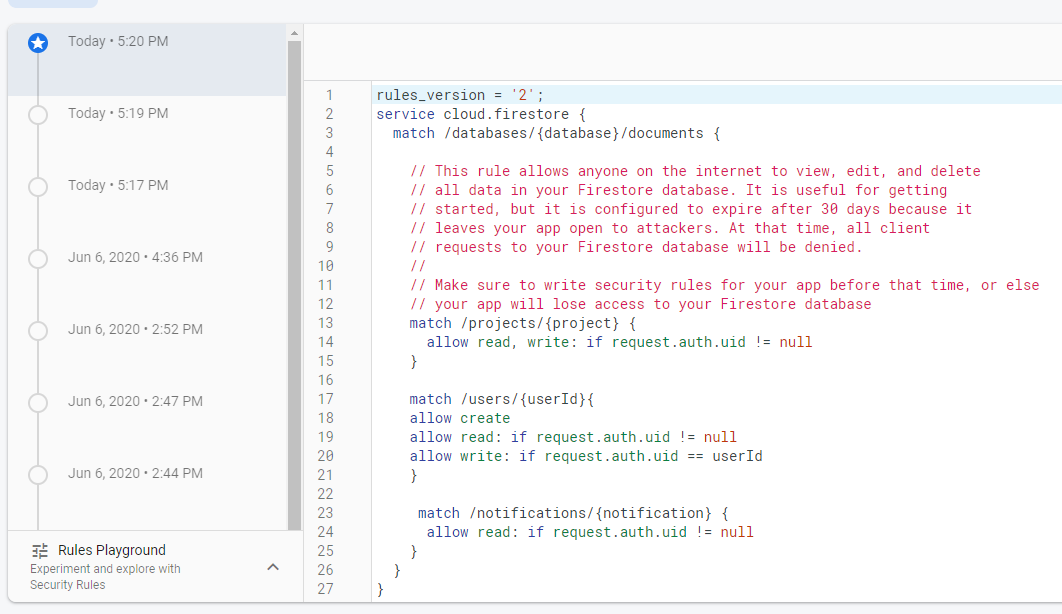 Today • 5:20 PM
Today • 5:19 PM
Today • 5:17 PM
Jun 6, 2020 • 4:36 PM
Jun 6, 2020 • 2:52 PM
Jun 6, 2020 • 2:47 PM
Jun 6, 2020 • 2:44 PM
Rules Playground
Experiment and explore with
Security Rules
1 rules_version = '2';
2 service cloud.firestore {
3   match /databases/{database}/documents {
4
5     // This rule allows anyone on the internet to view, edit, and delete
6     // all data in your Firestore database. It is useful for getting
7     // started, but it is configured to expire after 30 days because it
8     // leaves your app open to attackers. At that time, all client
9     // requests to your Firestore database will be denied.
10     //
11     // Make sure to write security rules for your app before that time, or else
12     // your app will lose access to your Firestore database
13     match /projects/{project} {
14       allow read, write: if request.auth.uid != null
15     }
16
17     match /users/{userId}{
18     allow create
19     allow read: if request.auth.uid != null
20     allow write: if request.auth.uid == userId
21     }
22
23      match /notifications/{notification} {
24       allow read: if request.auth.uid != null
25     }
26   }
27 }